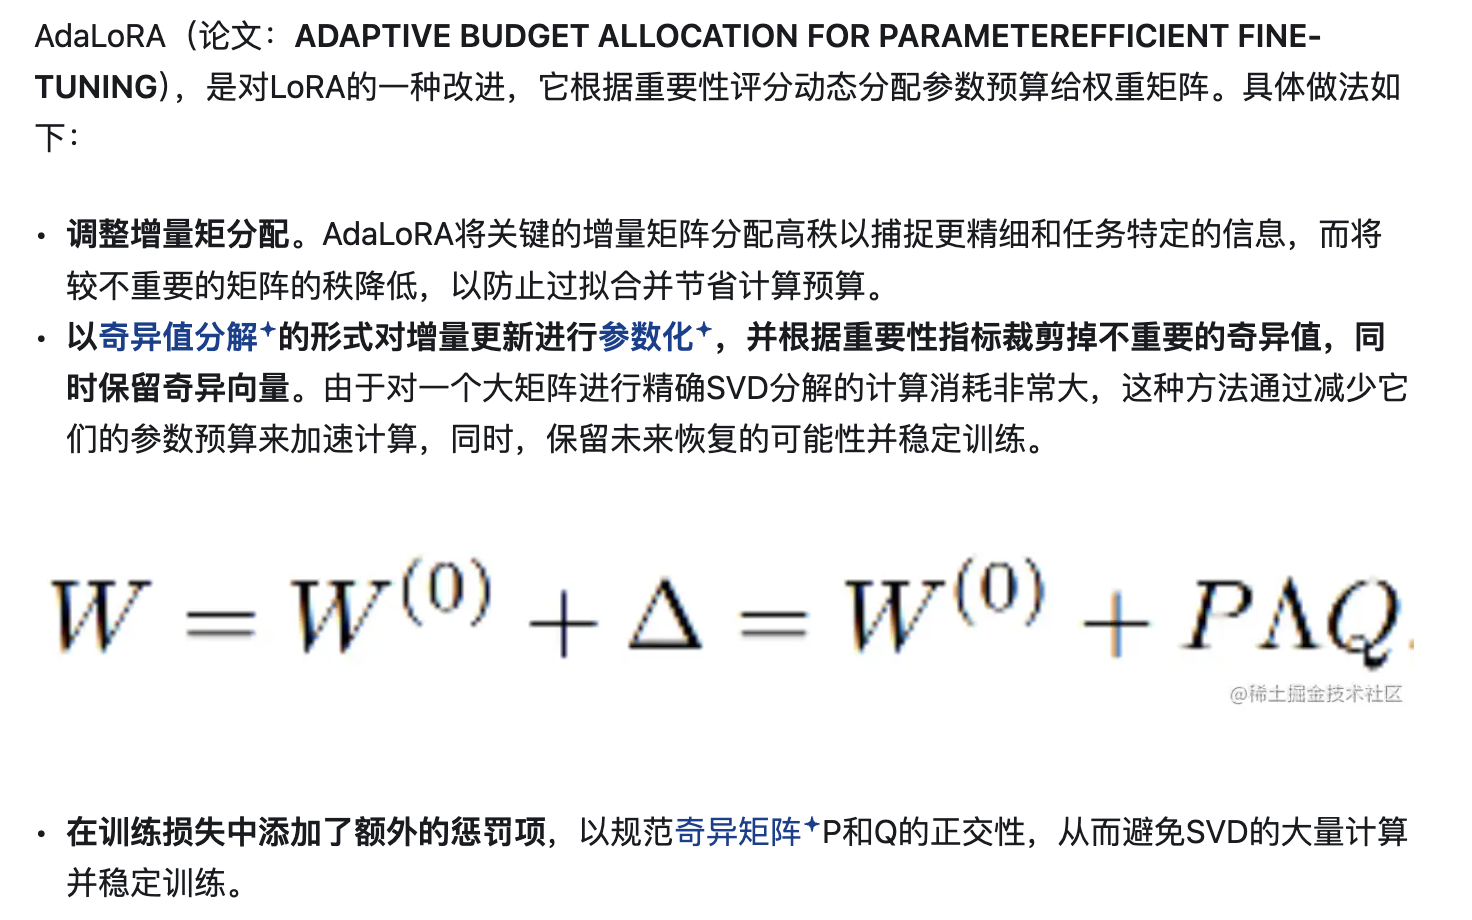 AdaLoRA（论文：ADAPTIVE BUDGET ALLOCATION FOR PARAMETEREFFICIENT FINE-
TUNING），是对LoRA的一种改进，它根据重要性评分动态分配参数预算给权重矩阵。具体做法如
下：
• 调整增量矩分配。AdaLoRA将关键的增量矩阵分配高秩以捕捉更精细和任务特定的信息，而将
较不重要的矩阵的秩降低，以防止过拟合并节省计算预算。
• 以奇异值分解的形式对增量更新进行参数化，并根据重要性指标裁剪掉不重要的奇异值，同
时保留奇异向量。由于对一个大矩阵进行精确SVD分解的计算消耗非常大，这种方法通过减少它
们的参数预算来加速计算，同时，保留未来恢复的可能性并稳定训练。
W = W^(0) + Δ = W^(0) + PΛQ.
@稀土掘金技术社区
• 在训练损失中添加了额外的惩罚项，以规范奇异矩阵P和Q的正交性，从而避免SVD的大量计算
并稳定训练。